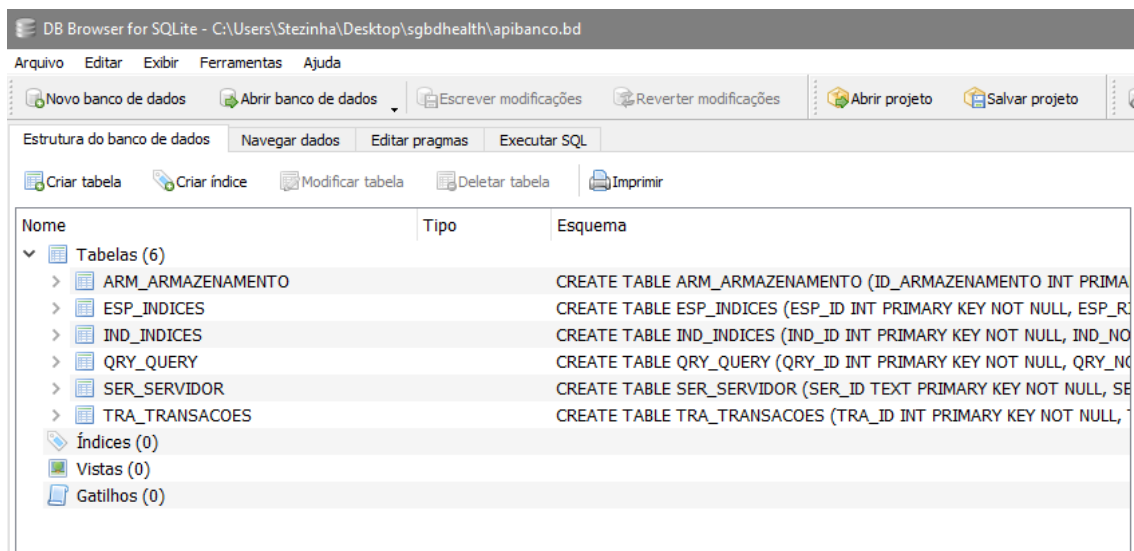 DB Browser for SQLite - C:\Users\Stezinha\Desktop\sgbdhealth\apibanco.bd
Arquivo Editar Exibir Ferramentas Ajuda
Novo banco de dados Abrir banco de dados Escrever modificações Reverter modificações Abrir projeto Salvar projeto
Estrutura do banco de dados Navegar dados Editar pragmas Executar SQL
Criar tabela Criar índice Modificar tabela Deletar tabela Imprimir
Nome Tipo Esquema
Tabelas (6)
ARM_ARMAZENAMENTO CREATE TABLE ARM_ARMAZENAMENTO (ID_ARMAZENAMENTO INT PRIMA
ESP_INDICES CREATE TABLE ESP_INDICES (ESP_ID INT PRIMARY KEY NOT NULL, ESP_R
IND_INDICES CREATE TABLE IND_INDICES (IND_ID INT PRIMARY KEY NOT NULL, IND_NO
QRY_QUERY CREATE TABLE QRY_QUERY (QRY_ID INT PRIMARY KEY NOT NULL, QRY_N
SER_SERVIDOR CREATE TABLE SER_SERVIDOR (SER_ID TEXT PRIMARY KEY NOT NULL, SE
TRA_TRANSACOES CREATE TABLE TRA_TRANSACOES (TRA_ID INT PRIMARY KEY NOT NULL,
Índices (0)
Vistas (0)
Gatilhos (0)